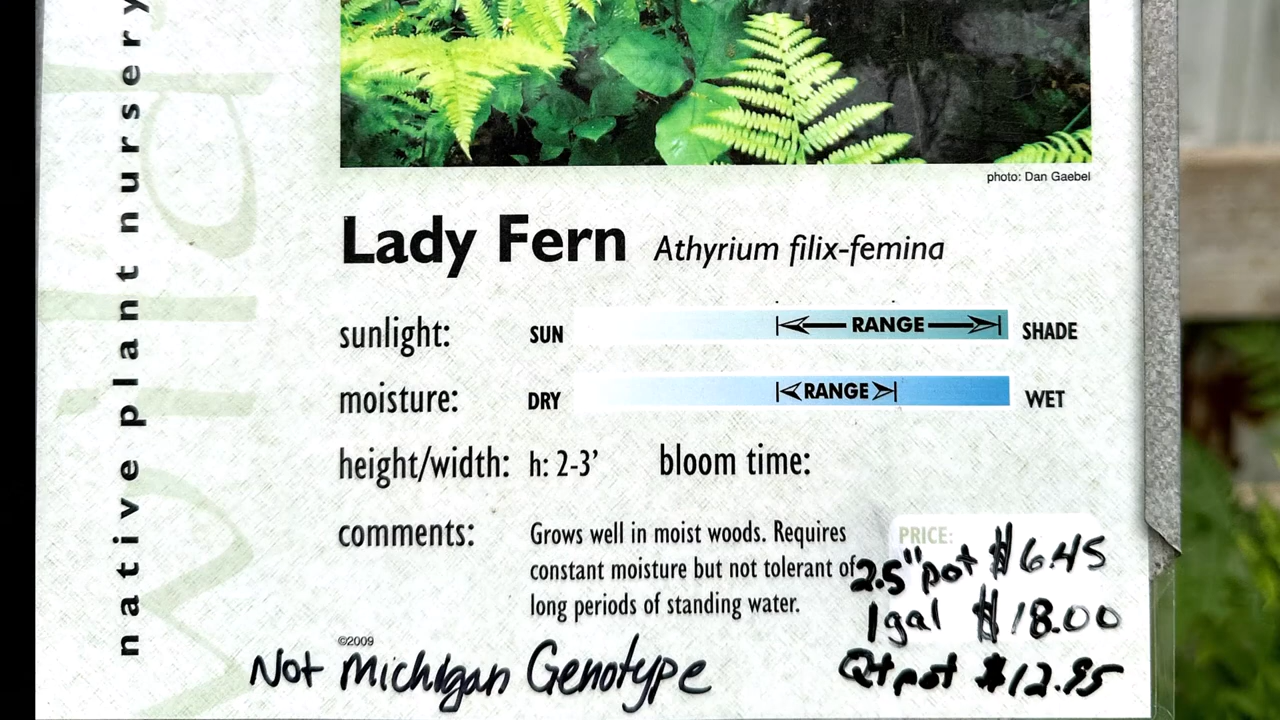 native plant nursery
wild
photo: Dan Gaebel
Lady Fern Athyrium filix-femina
sunlight: SUN RANGE SHADE
moisture: DRY RANGE WET
height/width: h: 2-3’ bloom time:
comments: Grows well in moist woods. Requires
constant moisture but not tolerant of
long periods of standing water.
PRICE:
2.5" pot $6.45
1gal $18.00
Qt pot $12.95
©2009
Not Michigan Genotype